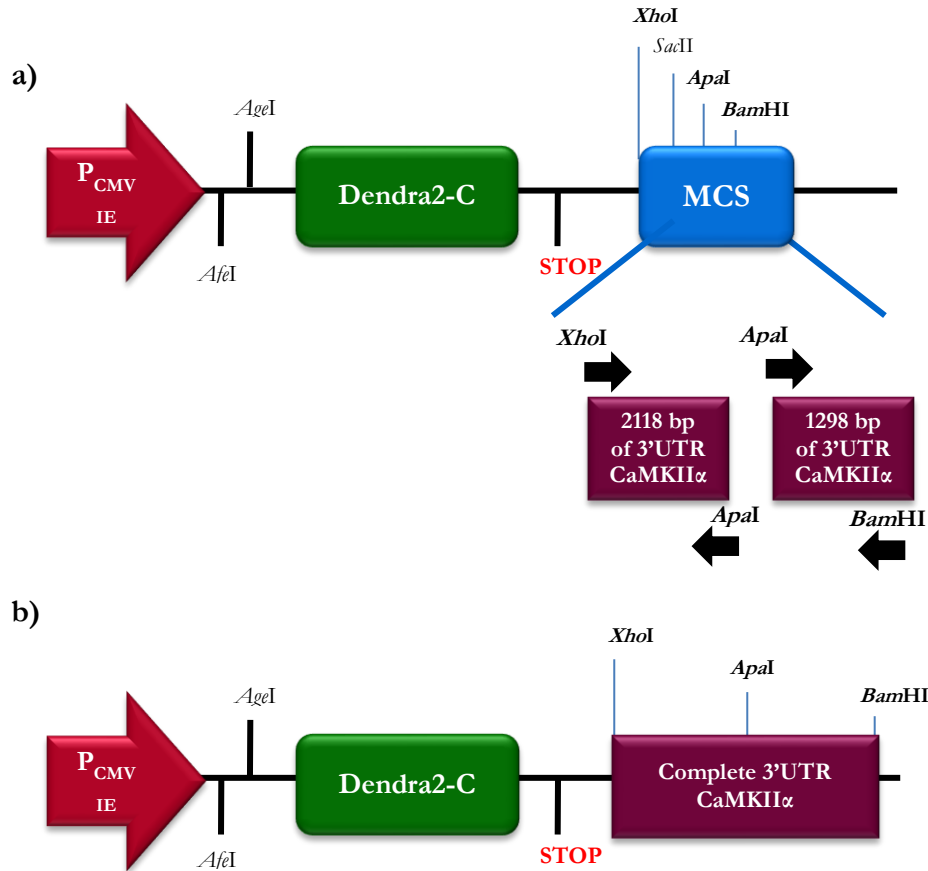 a)
XhoI
SacII
ApaI
BamHI
AgeI
P CMV
IE
Dendra2-C
MCS
AfeI
STOP
XhoI
ApaI
2118 bp
of 3’UTR
CaMKIIα
1298 bp
of 3’UTR
CaMKIIα
ApaI
BamHI
b)
XhoI
ApaI
BamHI
AgeI
P CMV
IE
Dendra2-C
Complete 3’UTR
CaMKIIα
AfeI
STOP